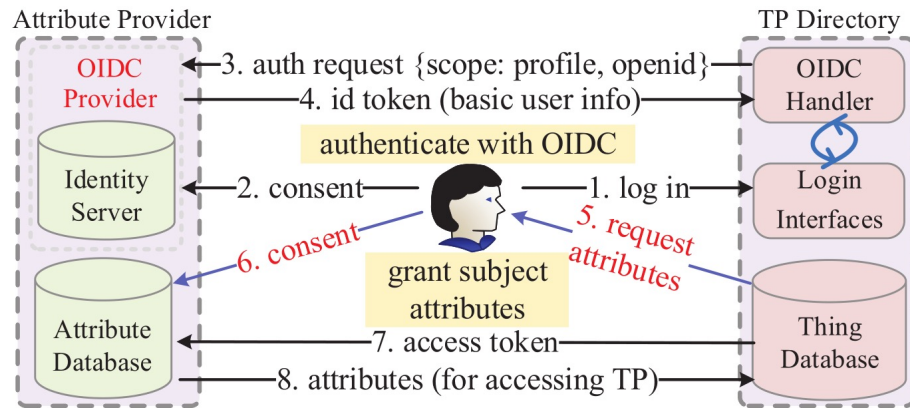 Attribute Provider
TP Directory
OIDC
Provider
3. auth request {scope: profile, openid}
OIDC
Handler
4. id token (basic user info)
authenticate with OIDC
Identity
Server
2. consent
1. log in
Login
Interfaces
5. request
attributes
6. consent
grant subject
attributes
Attribute
Database
Thing
Database
7. access token
8. attributes (for accessing TP)